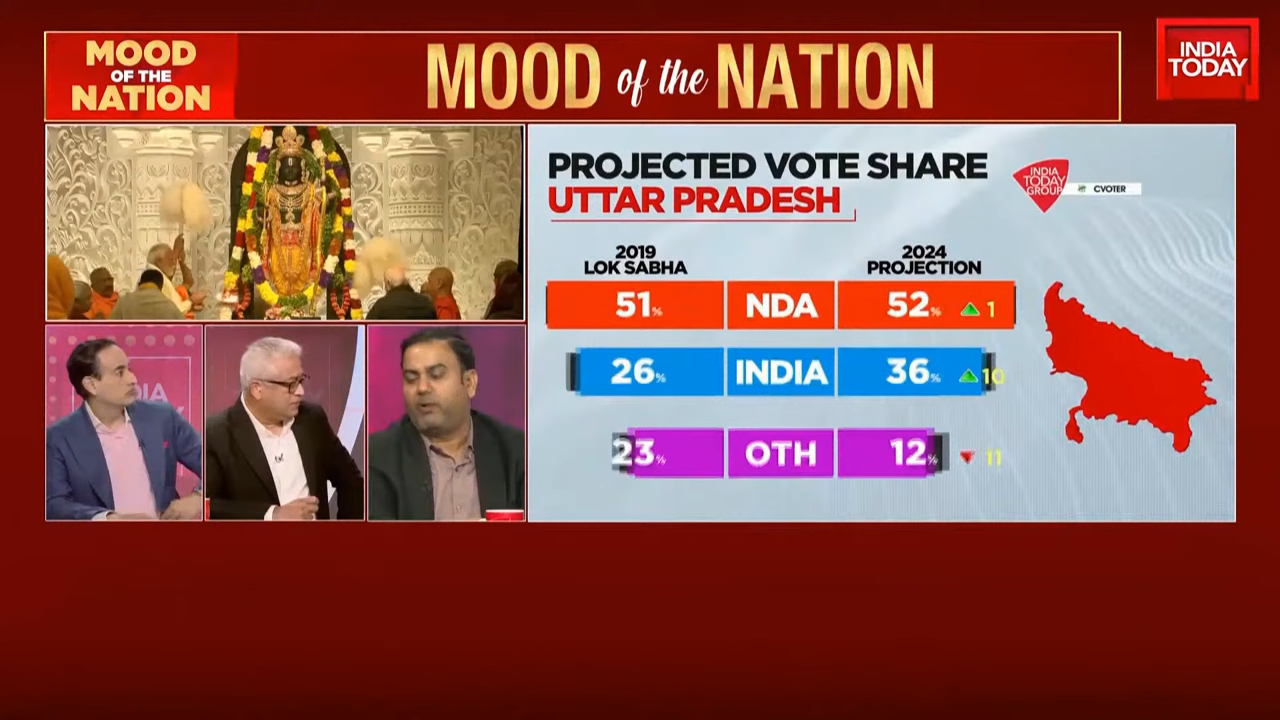 MOOD
OF THE
NATION
MOOD of the NATION
INDIA
TODAY
PROJECTED VOTE SHARE
UTTAR PRADESH
INDIA
TODAY
GROUP
CVOTER
2019
LOK SABHA
2024
PROJECTION
51% NDA 52% 1
26% INDIA 36% 10
23% OTH 12% 11